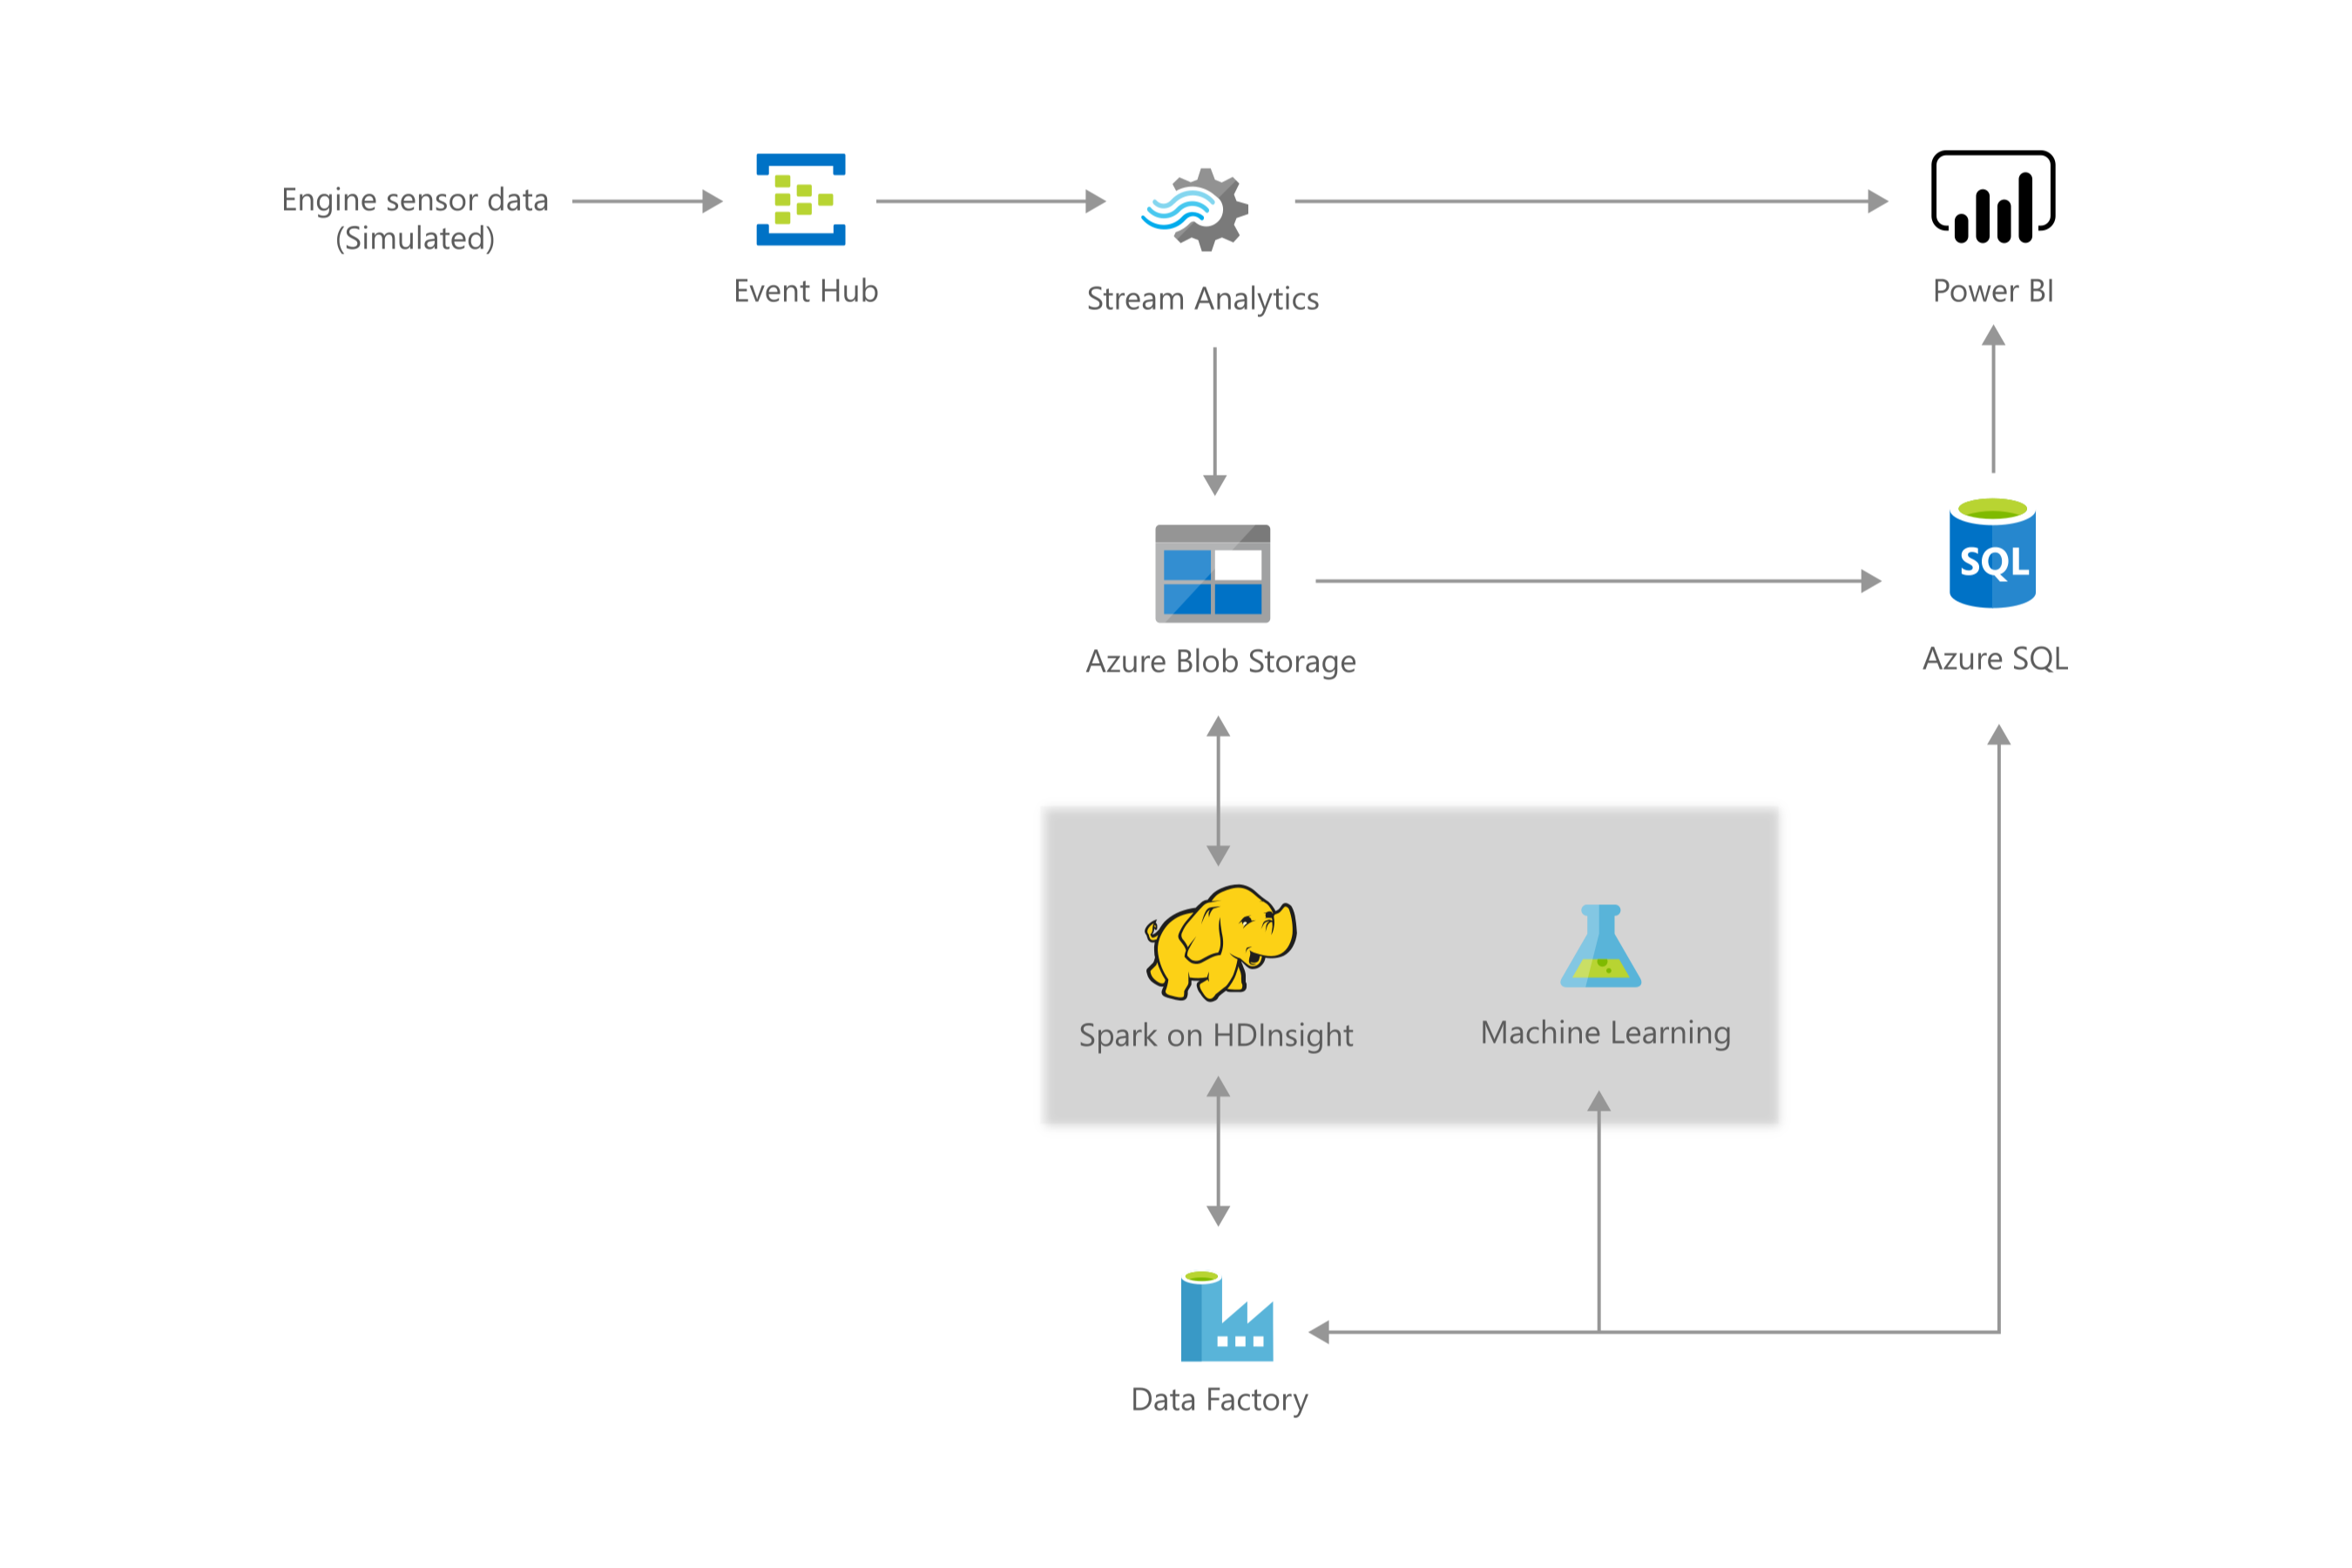 Engine sensor data
(Simulated)
Event Hub
Stream Analytics
Power BI
Azure Blob Storage
SQL
Azure SQL
Spark on HDInsight
Machine Learning
Data Factory